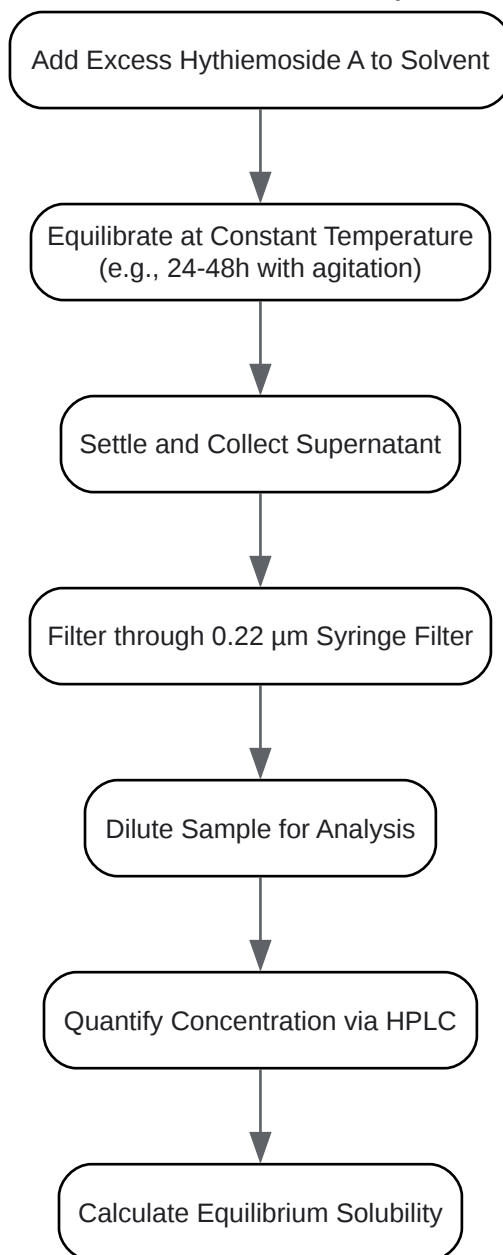 Add Excess Hythiemoside A to Solvent
Equilibrate at Constant Temperature
(e.g., 24-48h with agitation)
Settle and Collect Supernatant
Filter through 0.22 µm Syringe Filter
Dilute Sample for Analysis
Quantify Concentration via HPLC
Calculate Equilibrium Solubility